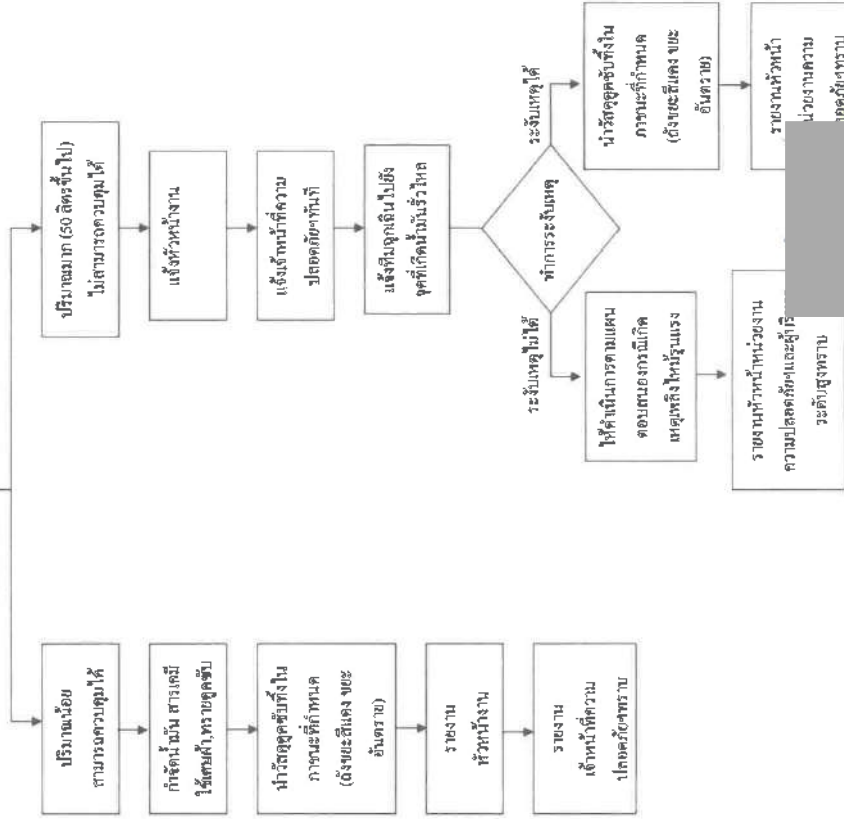 ปริมาณน้อย
สามารถควบคุมได้
กำจัดน้ำมัน สารเคมี
ใช้เศษผ้า,ทรายดูดซับ
นำวัสดุดูดซับทิ้งใน
ภาชนะที่กำหนด
(ถังขยะสีแดง ขยะ
อันตราย)
รายงาน
หัวหน้างาน
รายงาน
เจ้าหน้าที่ความ
ปลอดภัยฯทราบ
ปริมาณมาก (50 ลิตรขึ้นไป)
ไม่สามารถควบคุมได้
แจ้งหัวหน้างาน
แจ้งเจ้าหน้าที่ความ
ปลอดภัยฯทันที
แจ้งทีมฉุกเฉินไปยัง
จุดที่เกิดน้ำมันรั่วไหล
ทำการระงับเหตุ
ระงับเหตุไม่ได้
ให้ดำเนินการตามแผน
ตอบสนองกรณีเกิด
เหตุเพลิงไหม้รุนแรง
รายงานหัวหน้าหน่วยงาน
ความปลอดภัยฯและผู้บริ
ระดับสูงทราบ
ระงับเหตุได้
นำวัสดุดูดซับทิ้งใน
ภาชนะที่กำหนด
(ถังขยะสีแดง ขยะ
อันตราย)
รายงานหัวหน้า
หน่วยงานความ
ปลอดภัยฯทราบ